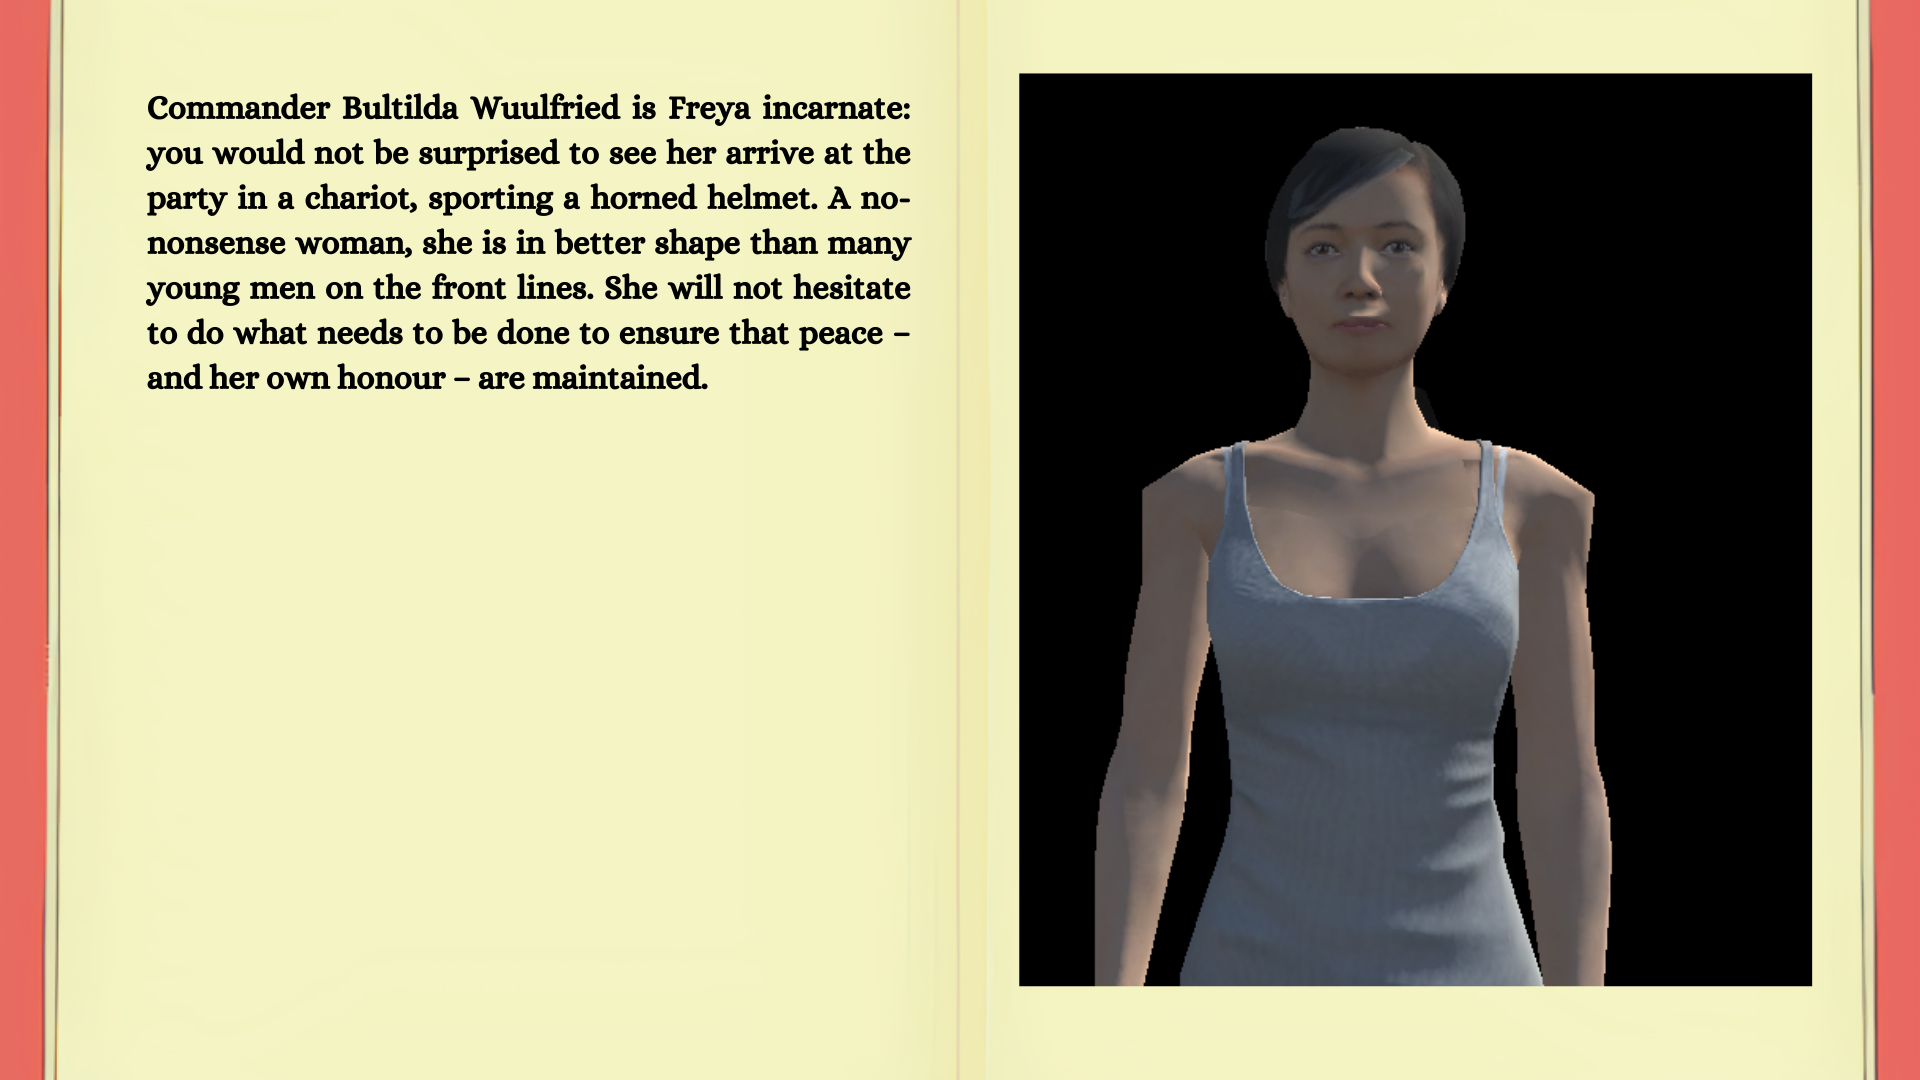 Commander Bultilda Wuulfried is Freya incarnate:
you would not be surprised to see her arrive at the
party in a chariot, sporting a horned helmet. A no-
nonsense woman, she is in better shape than many
young men on the front lines. She will not hesitate
to do what needs to be done to ensure that peace –
and her own honour – are maintained.